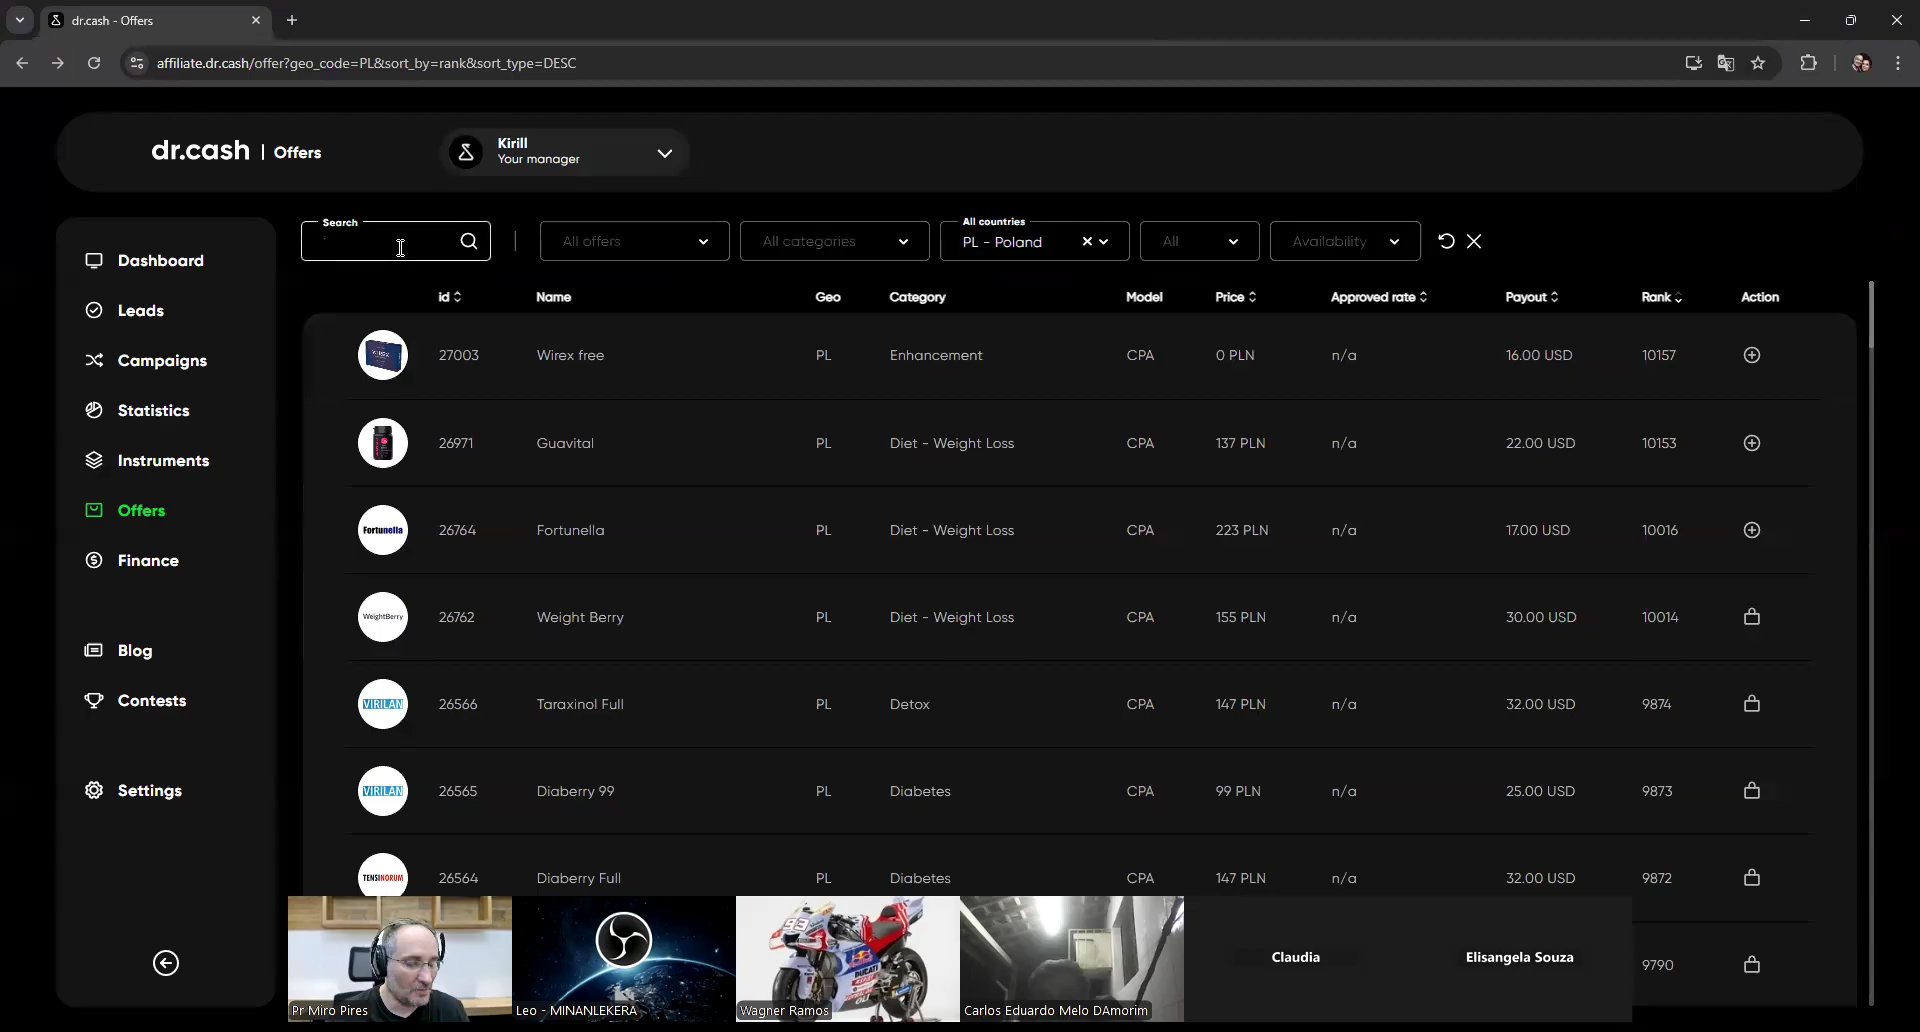 dr.cash - Offers
affiliate.dr.cash/offer?geo_code=PL&sort_by=rank&sort_type=DESC
dr.cash | Offers
Kirill
Your manager
Dashboard
Leads
Campaigns
Statistics
Instruments
Offers
Finance
Blog
Contests
Settings
Search
All offers
All categories
All countries
PL - Poland
All
Availability
id Name Geo Category Model Price Approved rate Payout Rank Action
WIREX 27003 Wirex free PL Enhancement CPA 0 PLN n/a 16.00 USD 10157
26971 Guavital PL Diet - Weight Loss CPA 137 PLN n/a 22.00 USD 10153
Fortunella 26764 Fortunella PL Diet - Weight Loss CPA 223 PLN n/a 17.00 USD 10016
WeightBerry 26762 Weight Berry PL Diet - Weight Loss CPA 155 PLN n/a 30.00 USD 10014
VIRILAN 26566 Taraxinol Full PL Detox CPA 147 PLN n/a 32.00 USD 9874
VIRILAN 26565 Diaberry 99 PL Diabetes CPA 99 PLN n/a 25.00 USD 9873
TENSINORUM 26564 Diaberry Full PL Diabetes CPA 147 PLN n/a 32.00 USD 9872
9790
Pr Miro Pires
Leo - MINANLEKERA
93
DUCATI
Wagner Ramos
Carlos Eduardo Melo DAmorim
Claudia
Elisangela Souza